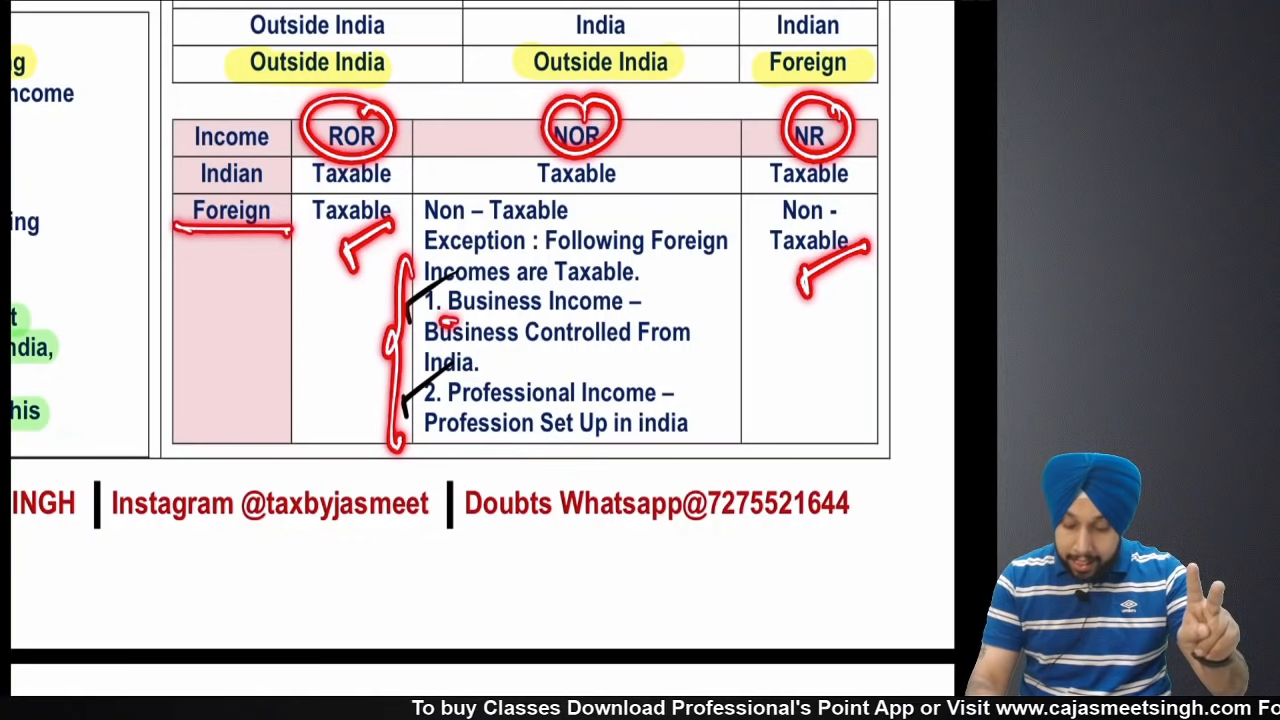 Outside India India Indian
Outside India Outside India Foreign
Income ROR NOR NR
Indian Taxable Taxable Taxable
Foreign Taxable Non – Taxable Non -
Exception : Following Foreign Taxable
Incomes are Taxable.
1. Business Income –
Business Controlled From
India.
2. Professional Income –
Profession Set Up in india
ng
ncome
ing
t
ndia,
his
INGH | Instagram @taxbyjasmeet | Doubts Whatsapp@7275521644
To buy Classes Download Professional's Point App or Visit www.cajasmeetsingh.com Fo